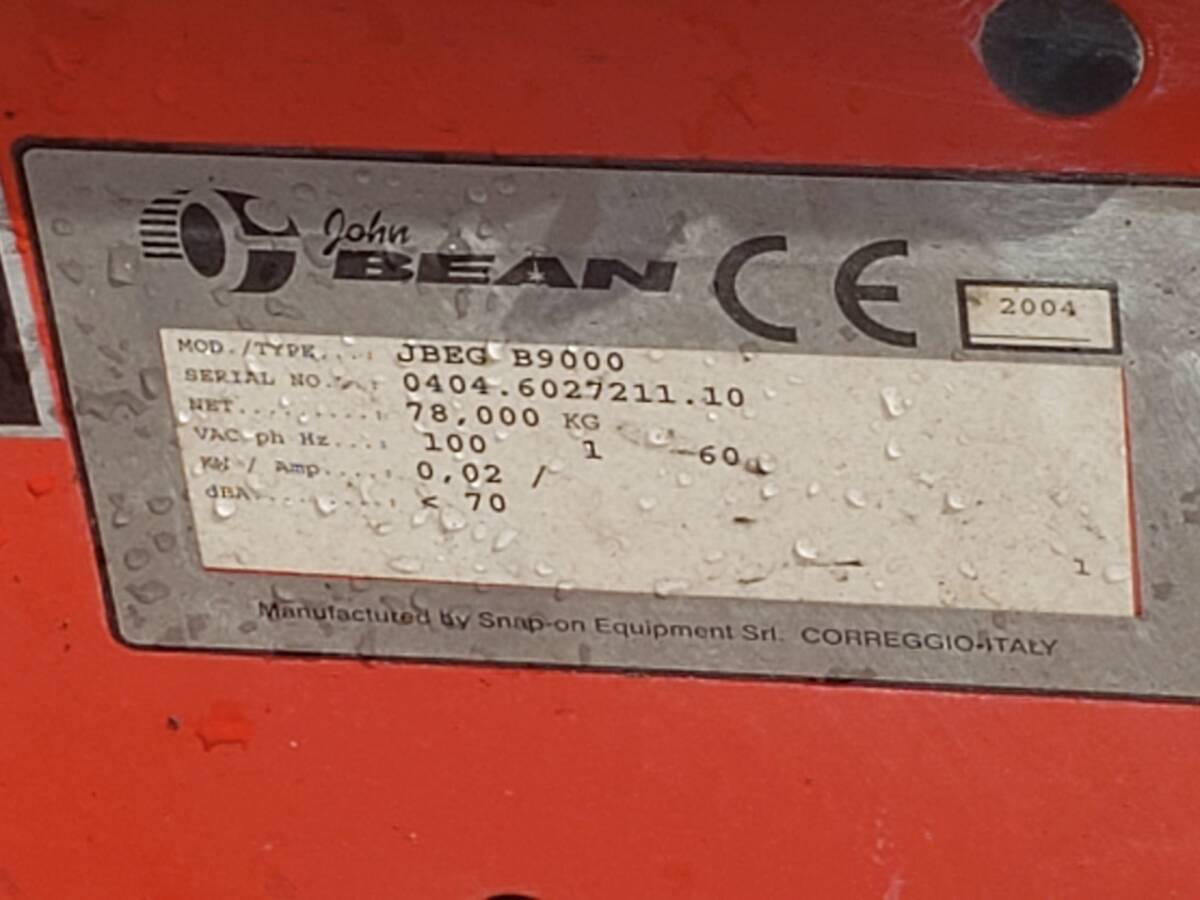 John
BEAN CE
2004
MOD./TYPE...: JBEG B9000
SERIAL NO...: 0404.6027211.10
NET.........: 78,000 KG
VAC ph Hz...: 100 1 -60
KW / Amp.....: 0,02 /
dBA.........: < 70
1
Manufactured by Snap-on Equipment Srl. CORREGGIO-ITALY